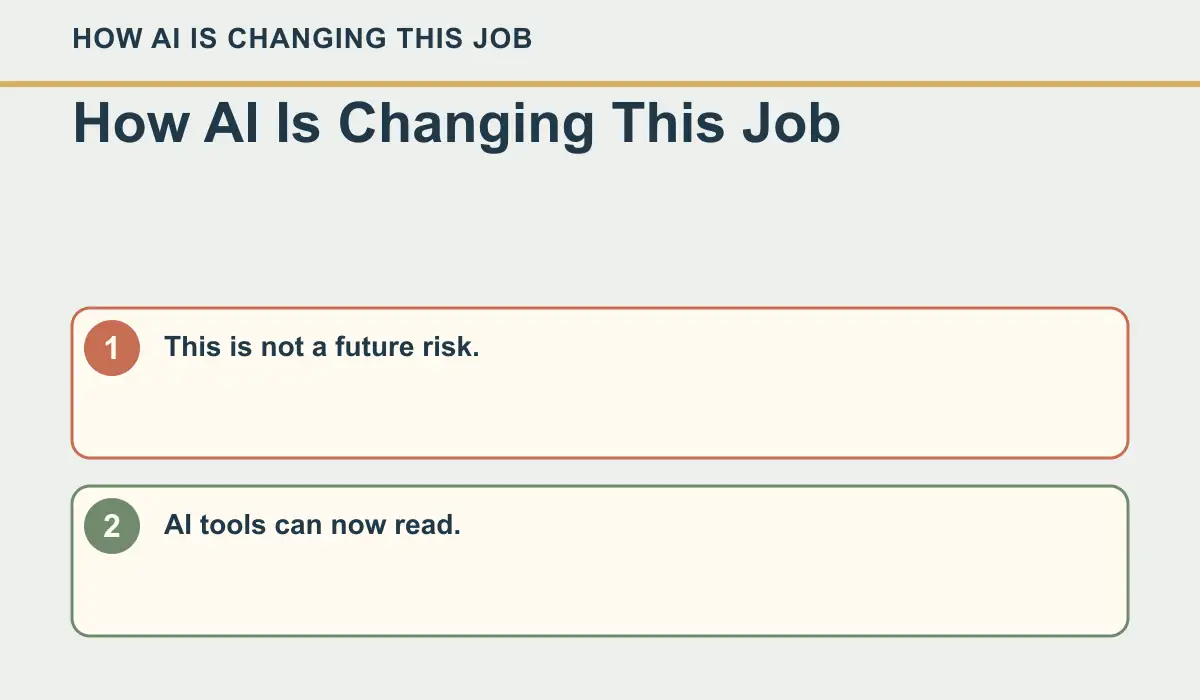 HOW AI IS CHANGING THIS JOB
How AI Is Changing This Job
1
This is not a future risk.
2
AI tools can now read.